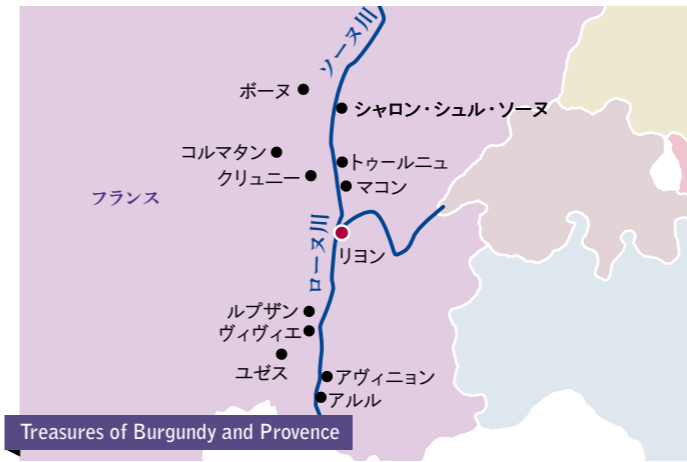 ソーヌ川
ボーヌ
シャロン・シュル・ソーヌ
コルマタン
トゥールニュ
クリュニー
マコン
フランス
ローヌ川
リヨン
ルプザン
ヴィヴィエ
ユゼス
アヴィニョン
アルル
Treasures of Burgundy and Provence